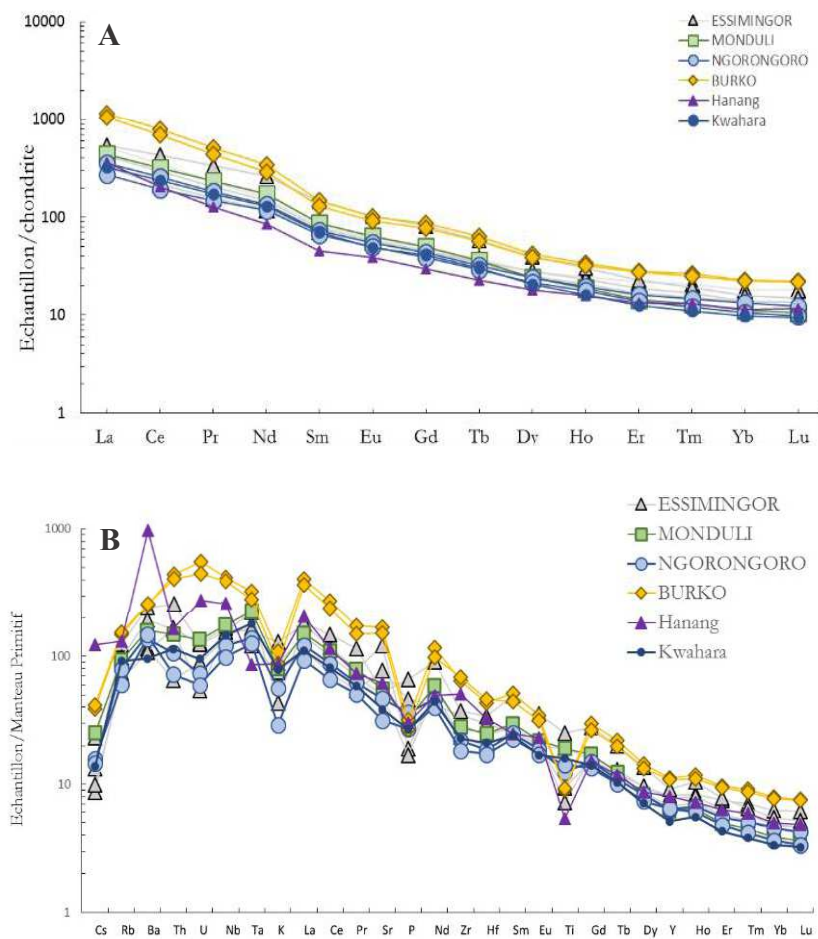 A
10000
1000
100
10
1
Echantillon/chondrite
La Ce Pr Nd Sm Eu Gd Tb Dy Ho Er Tm Yb Lu
ESSIMINGOR
MONDULI
NGORONGORO
BURKO
Hanang
Kwahara
B
1000
100
10
1
Echantillon/Manteau Primitif
Cs Rb Ba Th U Nb Ta K La Ce Pr Sr P Nd Zr Hf Sm Eu Ti Gd Tb Dy Y Ho Er Tm Yb Lu
ESSIMINGOR
MONDULI
NGORONGORO
BURKO
Hanang
Kwahara